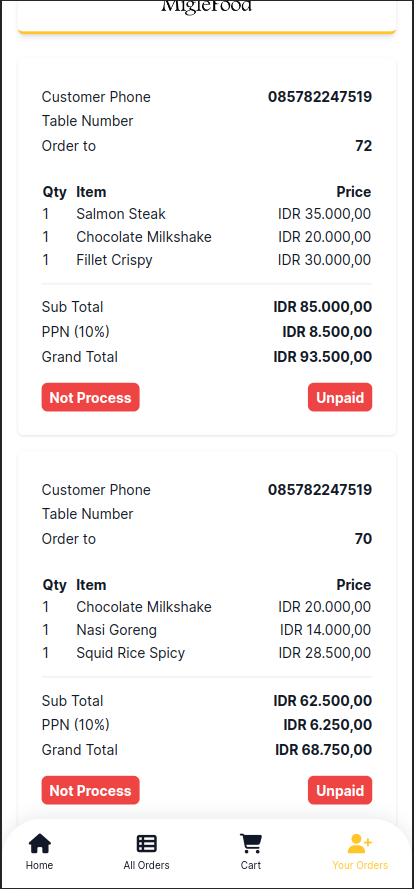 MigleFood
Customer Phone 085782247519
Table Number
Order to 72
Qty Item Price
1 Salmon Steak IDR 35.000,00
1 Chocolate Milkshake IDR 20.000,00
1 Fillet Crispy IDR 30.000,00
Sub Total IDR 85.000,00
PPN (10%) IDR 8.500,00
Grand Total IDR 93.500,00
Not Process Unpaid
Customer Phone 085782247519
Table Number
Order to 70
Qty Item Price
1 Chocolate Milkshake IDR 20.000,00
1 Nasi Goreng IDR 14.000,00
1 Squid Rice Spicy IDR 28.500,00
Sub Total IDR 62.500,00
PPN (10%) IDR 6.250,00
Grand Total IDR 68.750,00
Not Process Unpaid
Home All Orders Cart Your Orders